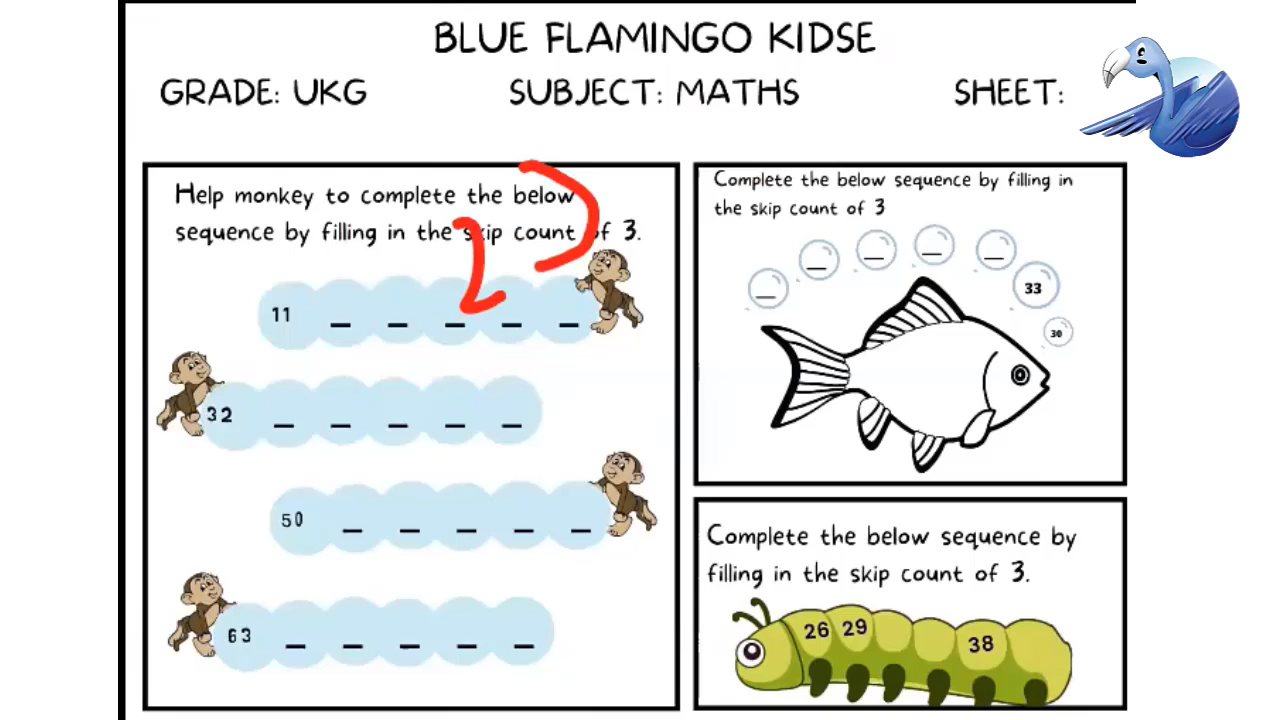 BLUE FLAMINGO KIDSE
GRADE: UKG SUBJECT: MATHS SHEET:
Help monkey to complete the below
sequence by filling in the skip count of 3.
11 _ _ _ _ _
32 _ _ _ _ _
50 _ _ _ _ _
63 _ _ _ _ _
Complete the below sequence by filling in
the skip count of 3
_ _ _ _ _ 33 30
Complete the below sequence by
filling in the skip count of 3.
26 29 38